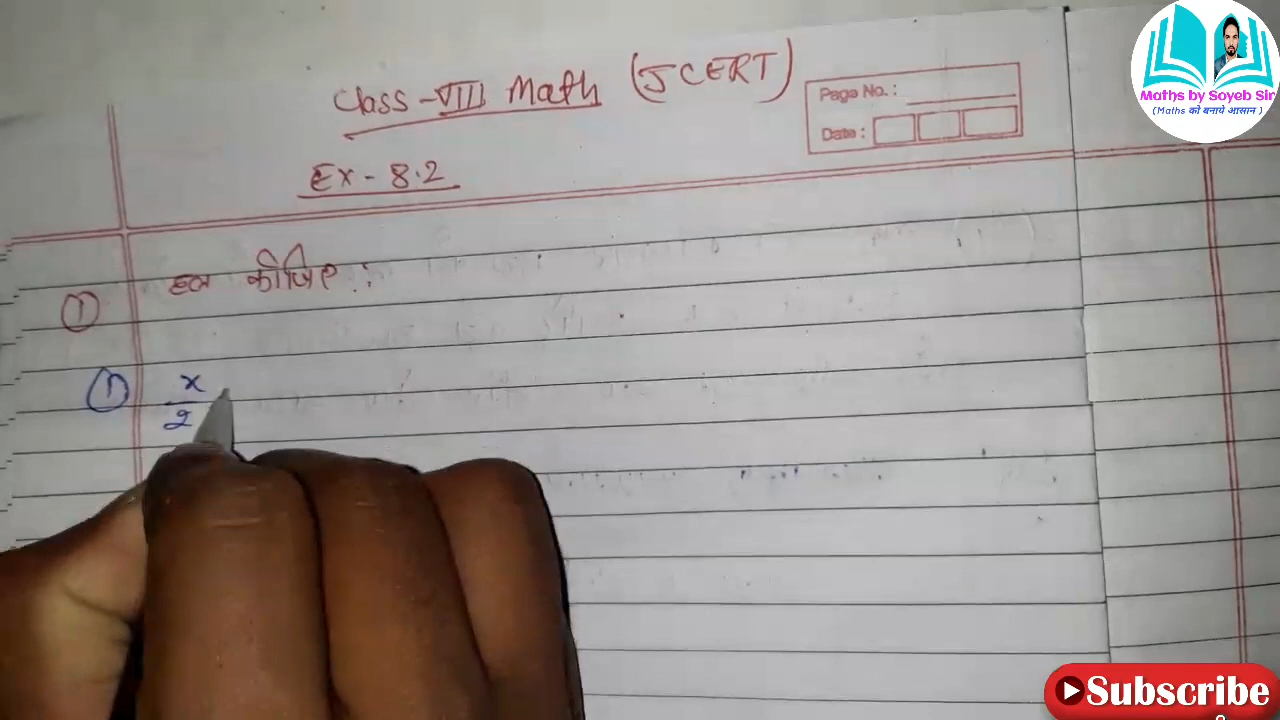 Class-VIII Math (JCERT)
Page No. :
Date :
Maths by Soyeb Sir
(Maths को बनाये आसान)
Ex - 8.2
① हल कीजिए :
① x
2
Subscribe